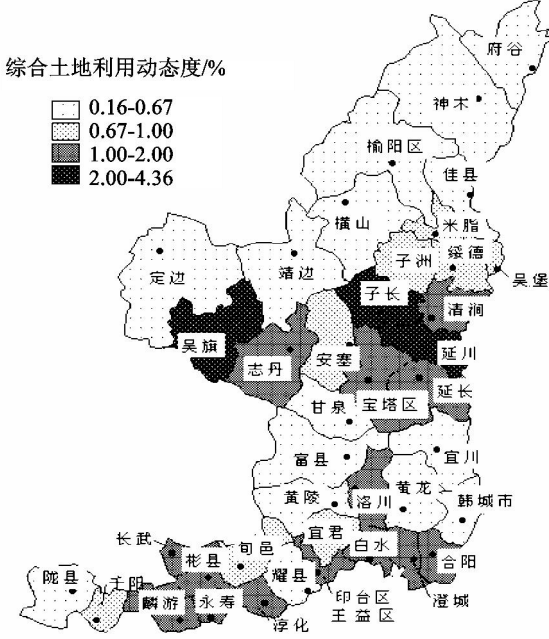 综合土地利用动态度/%
0.16-0.67
0.67-1.00
1.00-2.00
2.00-4.36
府谷
神木
榆阳区
佳县
横山
米脂
子洲
绥德
吴堡
定边
靖边
子长
清涧
吴旗
志丹
安塞
延川
延长
宝塔区
甘泉
富县
宜川
黄陵
洛川
黄龙
韩城市
宜君
白水
长武
彬县
旬邑
耀县
合阳
陇县
千阳
麟游
永寿
淳化
印台区
王益区
澄城